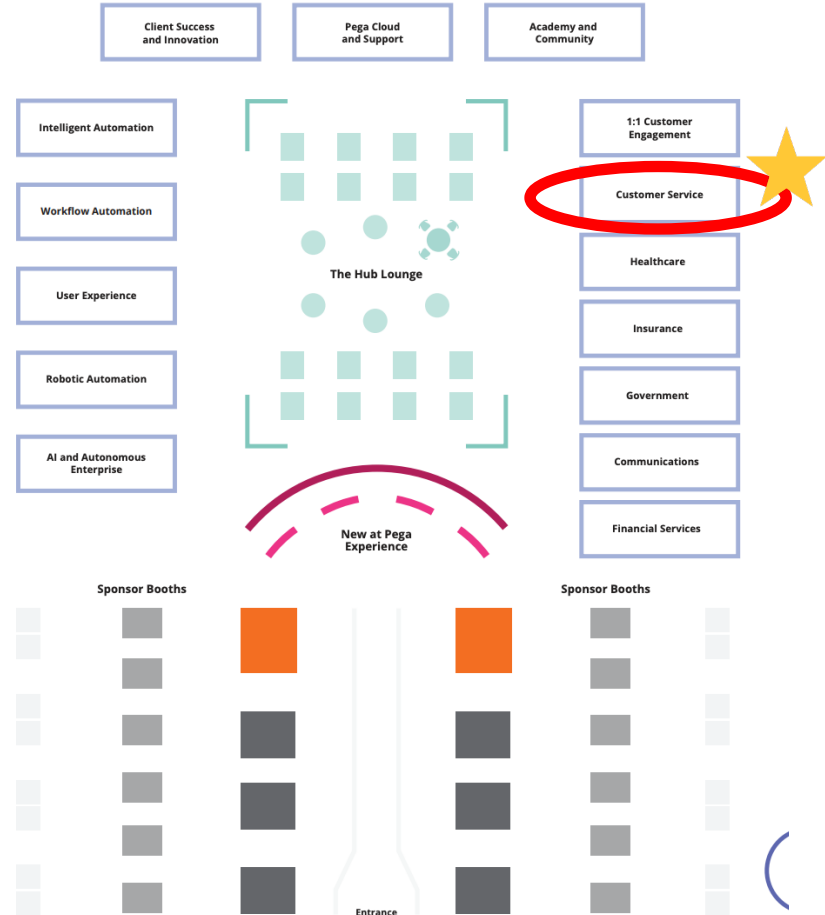 Client Success
and Innovation
Pega Cloud
and Support
Academy and
Community
Intelligent Automation
1:1 Customer
Engagement
Workflow Automation
Customer Service
The Hub Lounge
Healthcare
User Experience
Insurance
Robotic Automation
Government
AI and Autonomous
Enterprise
Communications
New at Pega
Experience
Financial Services
Sponsor Booths
Sponsor Booths
Entrance